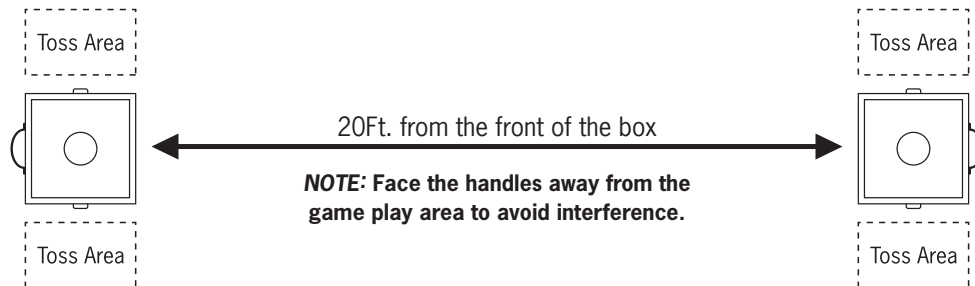 Toss Area
Toss Area
20Ft. from the front of the box
NOTE: Face the handles away from the
game play area to avoid interference.
Toss Area
Toss Area